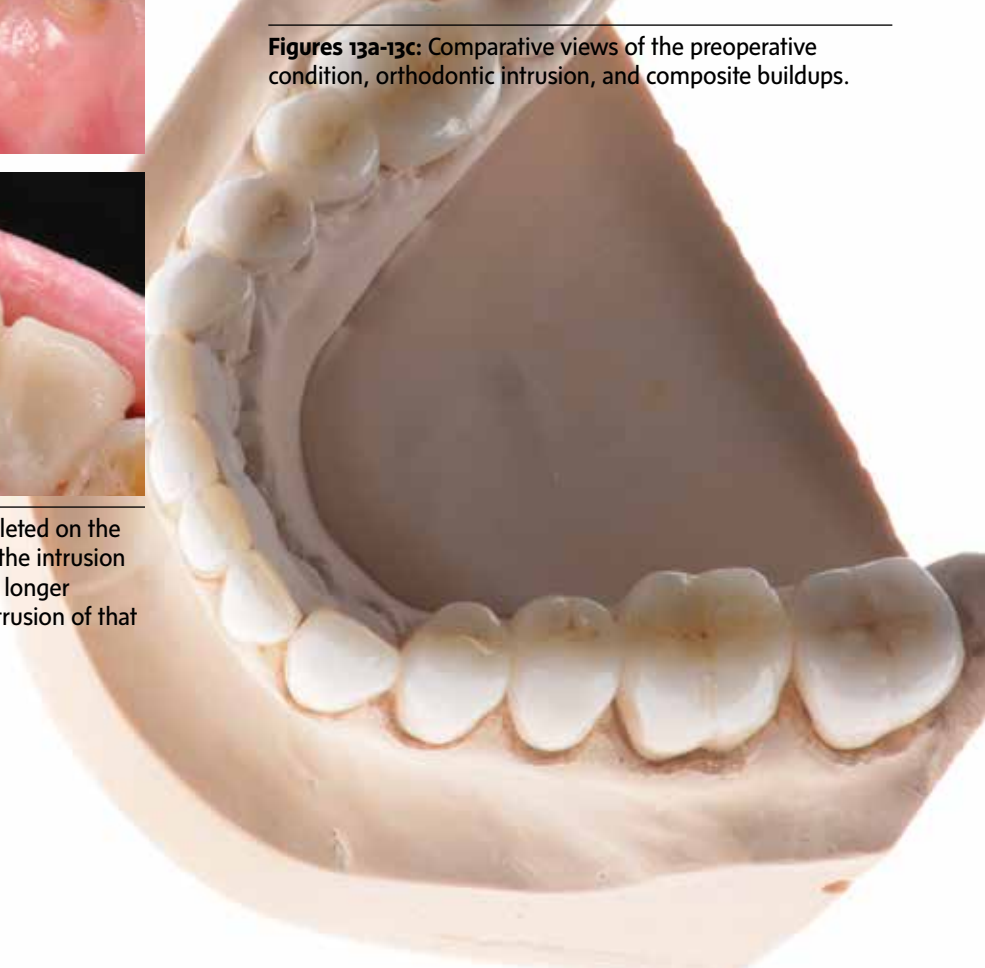 Figures 13a-13c: Comparative views of the preoperative
condition, orthodontic intrusion, and composite buildups.
leted on the
the intrusion
longer
trusion of that